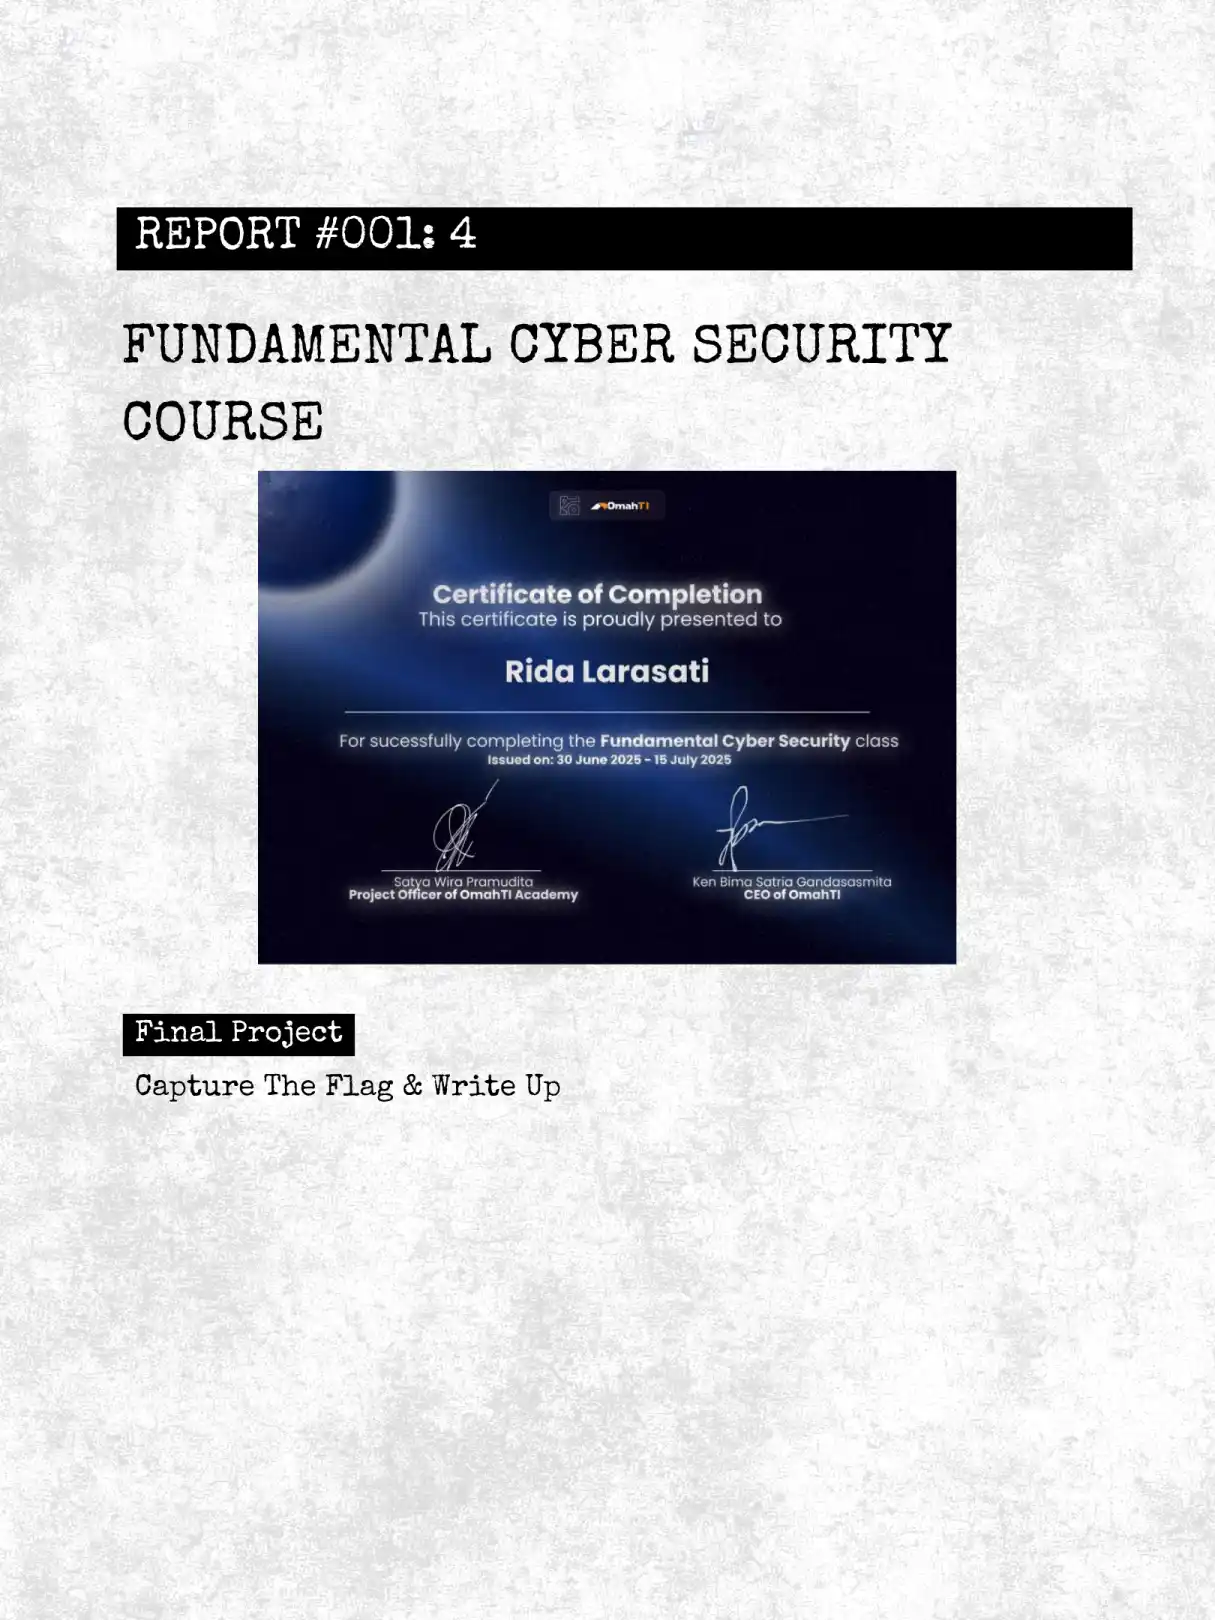 REPORT #001: 4
FUNDAMENTAL CYBER SECURITY
COURSE
OmahTI
Certificate of Completion
This certificate is proudly presented to
Rida Larasati
For sucessfully completing the Fundamental Cyber Security class
Issued on: 30 June 2025 - 15 July 2025
Satya Wira Pramudita
Project Officer of OmahTI Academy
Ken Bima Satria Gandasasmita
CEO of OmahTI
Final Project
Capture The Flag & Write Up